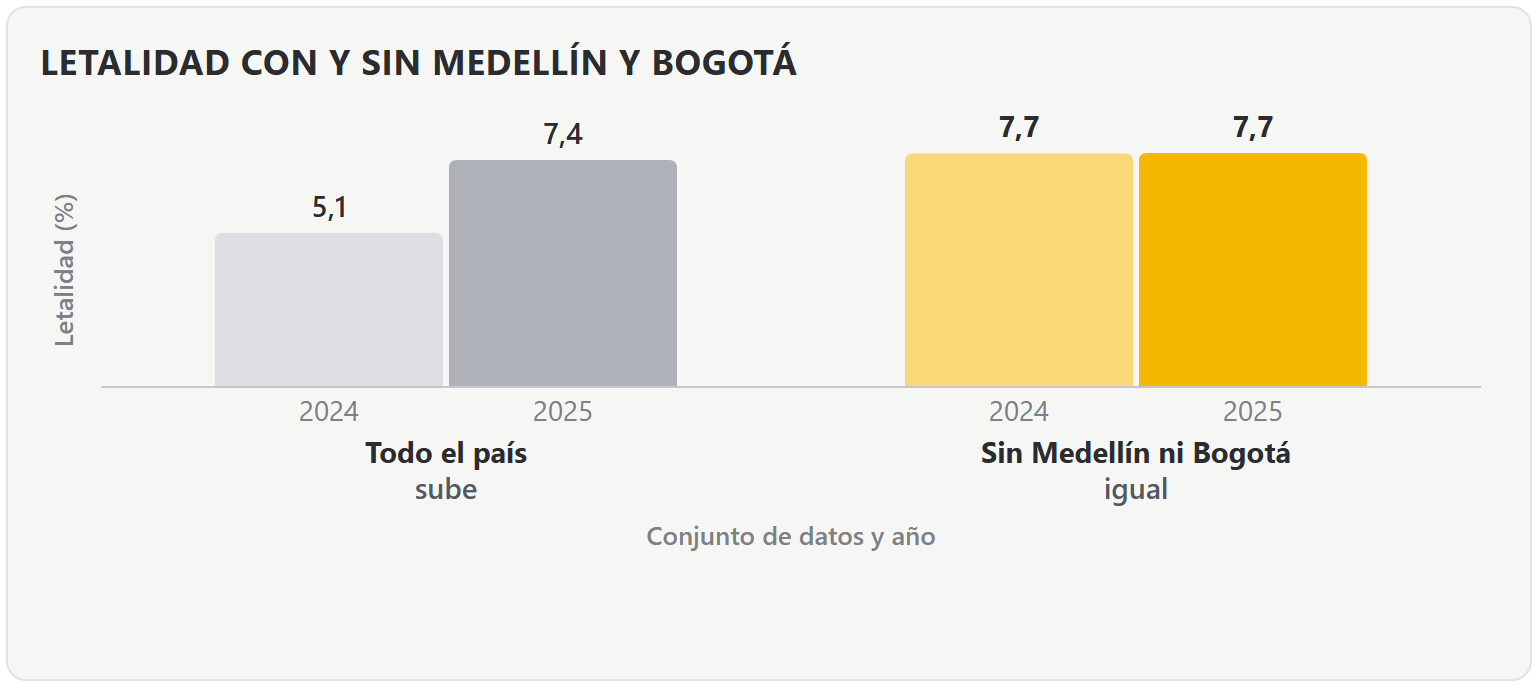 LETALIDAD CON Y SIN MEDELLÍN Y BOGOTÁ
Letalidad (%)
5,1
7,4
7,7
7,7
2024
2025
2024
2025
Todo el país
sube
Sin Medellín ni Bogotá
igual
Conjunto de datos y año